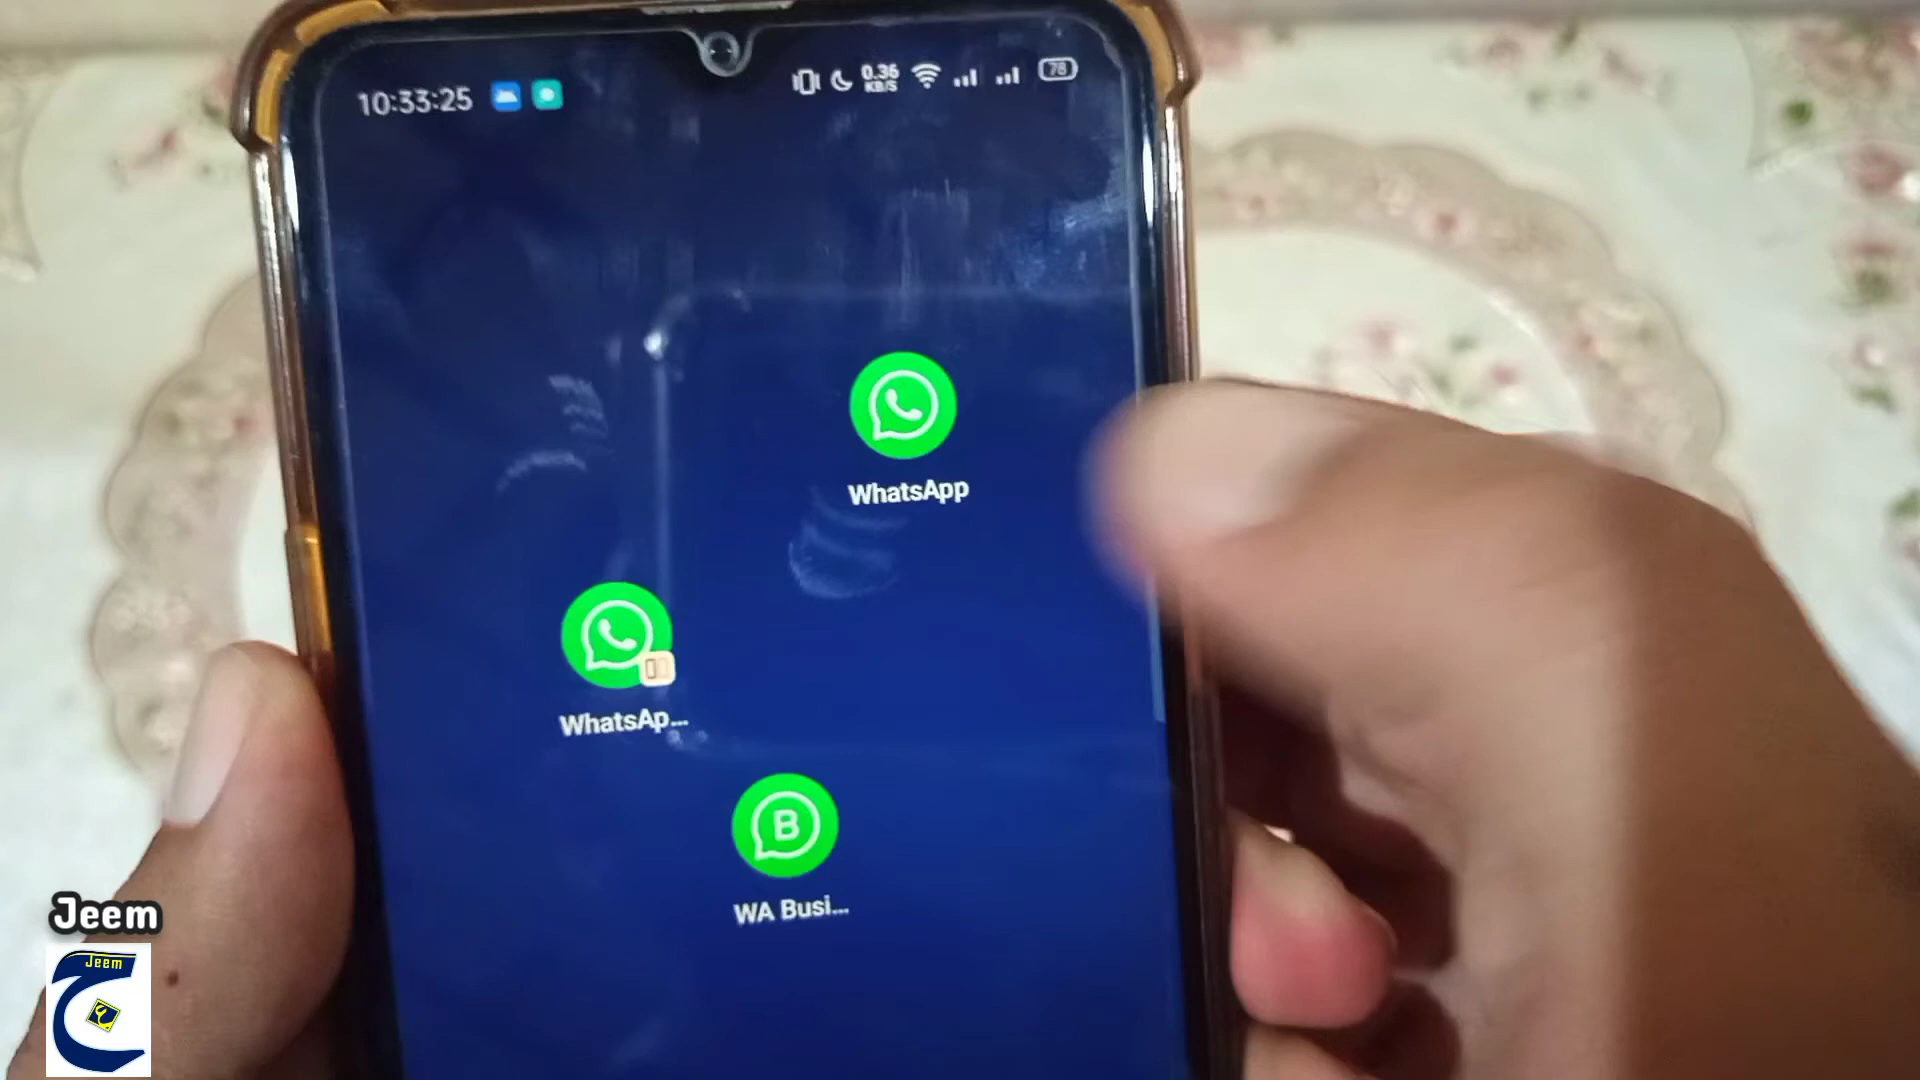 10:33:25
0.36
KB/S
78
WhatsApp
WhatsAp...
B
WA Busi...
Jeem
Jeem
ج